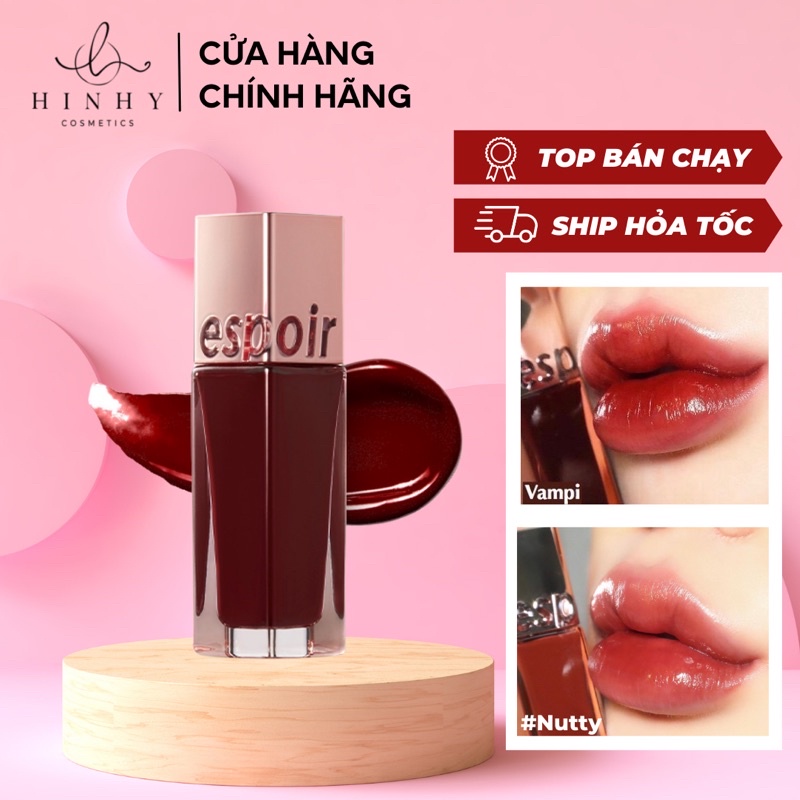 HINHY
COSMETICS
CỬA HÀNG
CHÍNH HÃNG
TOP BÁN CHẠY
SHIP HỎA TỐC
espoir
esp
Vampi
#Nutty